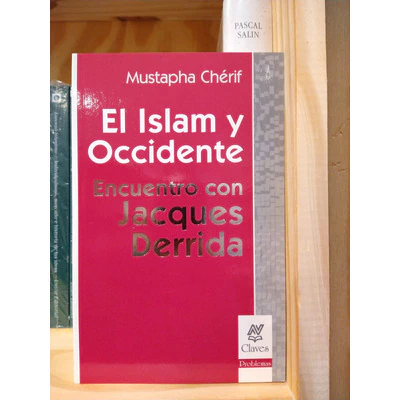 PASCAL
SALIN
Mustapha Chérif
El Islam y
Occidente
Encuentro con
Jacques
Derrida
Claves
Problemas